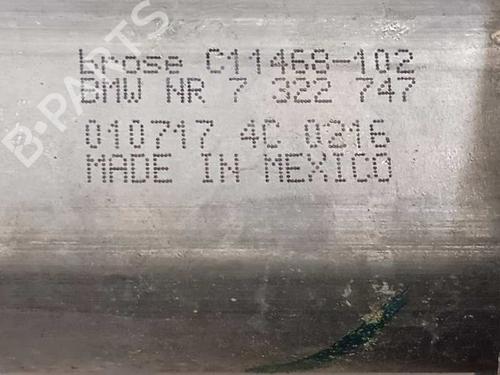 B-PARTS
brose C11468-102
BMW NR 7 322 747
010717 4C 0216
MADE IN MEXICO